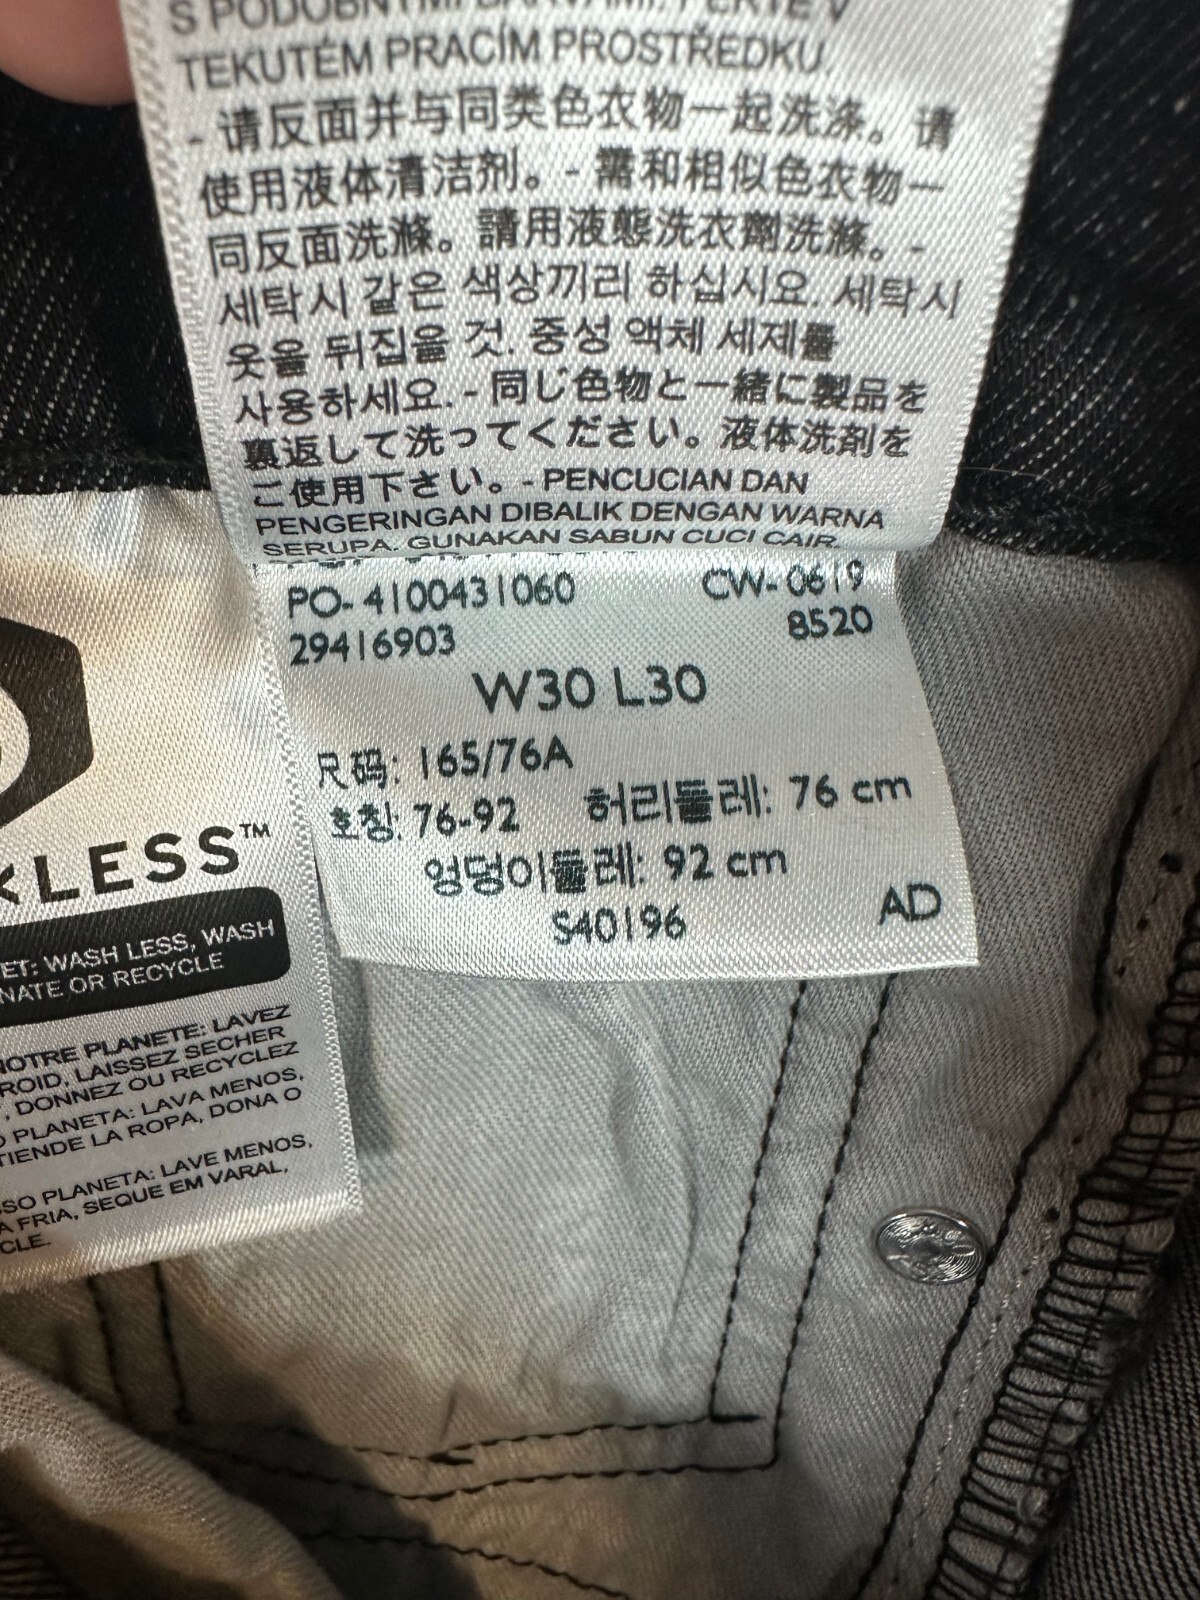 S PODOBNÝMI BARVAMI. PERTE V
TEKUTÉM PRACÍM PROSTŘEDKU.
- 请反面并与同类色衣物一起洗涤。请
使用液体清洁剂。- 需和相似色衣物一
同反面洗滌。請用液態洗衣劑洗滌。-
세탁시 같은 색상끼리 하십시요. 세탁시
옷을 뒤집을 것. 중성 액체 세제를
사용하세요. - 同じ色物と一緒に製品を
裏返して洗ってください。液体洗剤を
ご使用下さい。- PENCUCIAN DAN
PENGERINGAN DIBALIK DENGAN WARNA
SERUPA. GUNAKAN SABUN CUCI CAIR.
PO-4100431060 CW-0619
29416903 8520
W30 L30
尺码: 165/76A
호칭: 76-92 허리둘레: 76 cm
엉덩이둘레: 92 cm
S40196 AD
<LESS™
ET: WASH LESS, WASH
NATE OR RECYCLE
NOTRE PLANETE: LAVEZ
ROID, LAISSEZ SECHER
, DONNEZ OU RECYCLEZ
O PLANETA: LAVA MENOS,
TIENDE LA ROPA, DONA O
SSO PLANETA: LAVE MENOS,
A FRIA, SEQUE EM VARAL,
CLE.